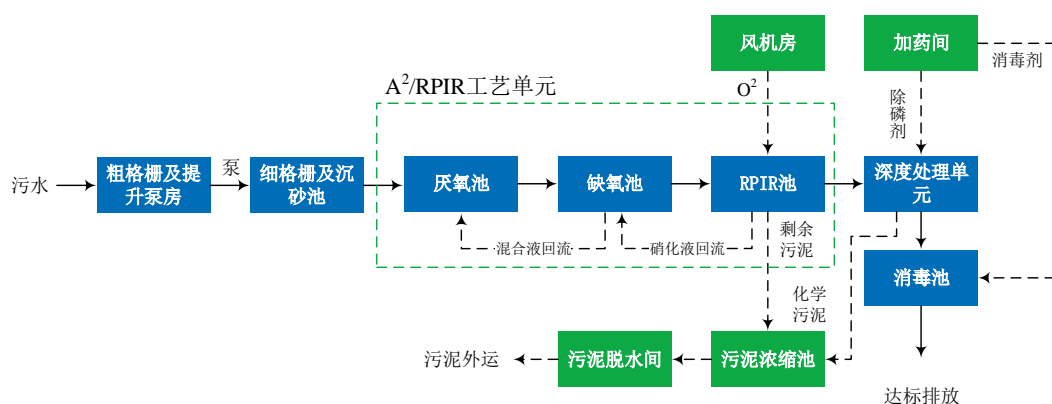 风机房
加药间
消毒剂
A²/RPIR工艺单元
O²
除磷剂
污水
粗格栅及提
升泵房
泵
细格栅及沉
砂池
厌氧池
缺氧池
RPIR池
深度处理单
元
混合液回流
硝化液回流
剩余
污泥
消毒池
化学
污泥
污泥外运
污泥脱水间
污泥浓缩池
达标排放